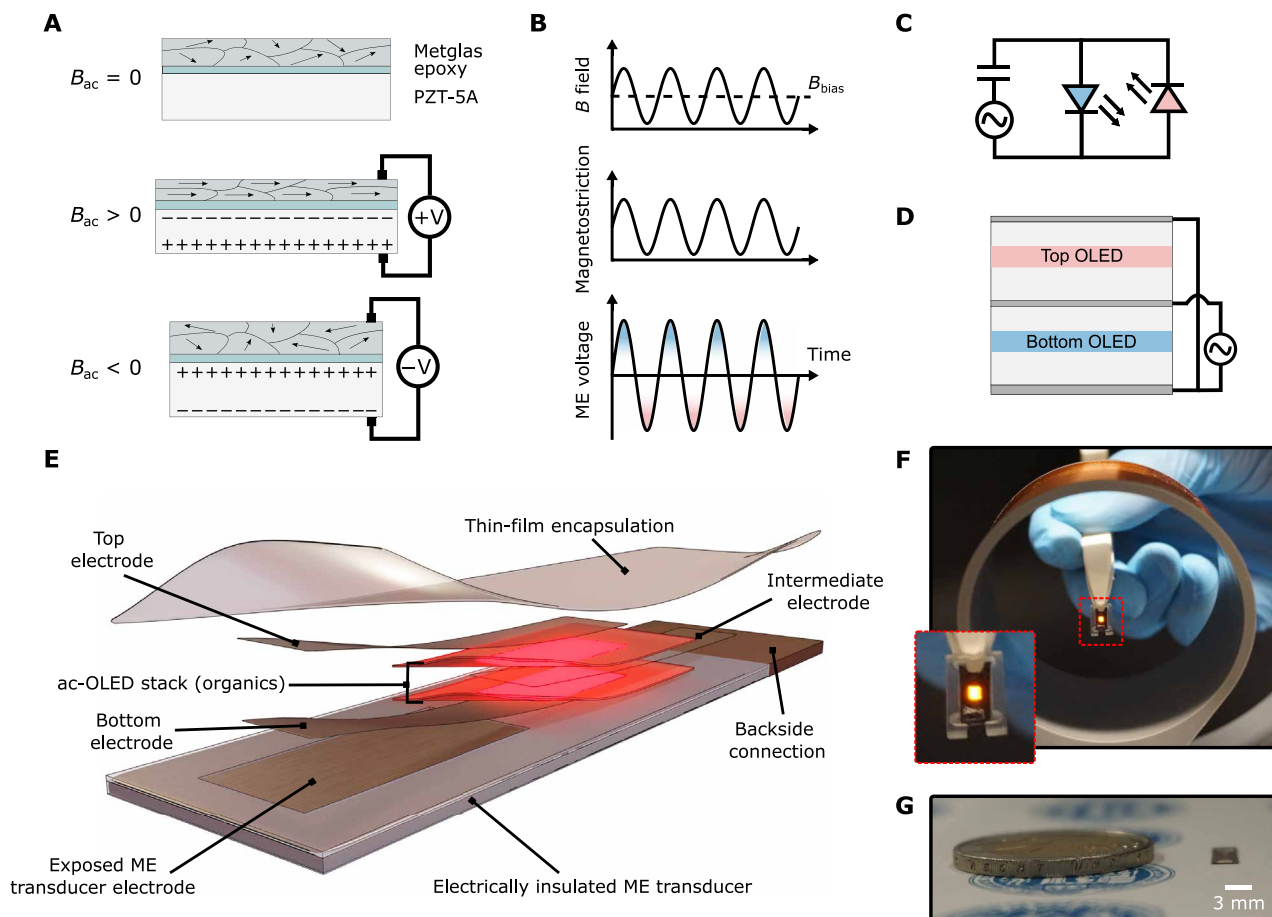 A
B_ac = 0
Metglas
epoxy
PZT-5A
B_ac > 0
− − − − − − − − − − − − − − −
+ + + + + + + + + + + + + + + +
+V
B_ac < 0
+ + + + + + + + + + + + +
− − − − − − − − − − − − −
−V
B
B field
B_bias
Magnetostriction
ME voltage
Time
C
D
Top OLED
Bottom OLED
E
Top
electrode
Thin-film encapsulation
Intermediate
electrode
ac-OLED stack (organics)
Bottom
electrode
Backside
connection
Exposed ME
transducer electrode
Electrically insulated ME transducer
F
G
3 mm